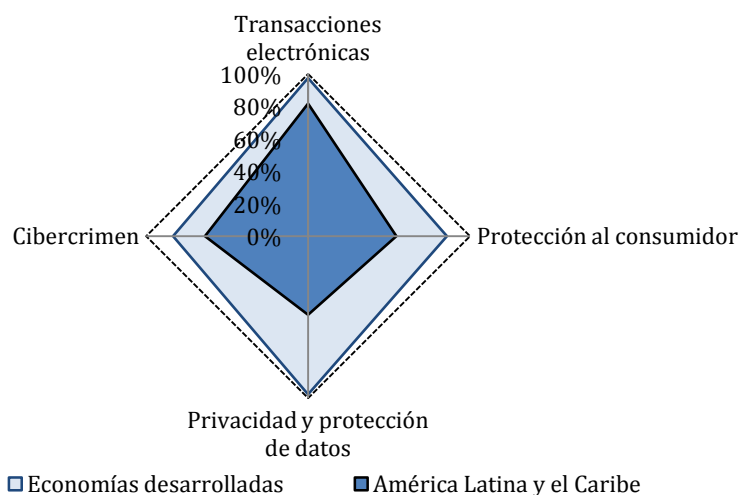 Transacciones
electrónicas
100%
80%
60%
40%
20%
0%
Cibercrimen
Protección al consumidor
Privacidad y protección
de datos
Economías desarrolladas
América Latina y el Caribe